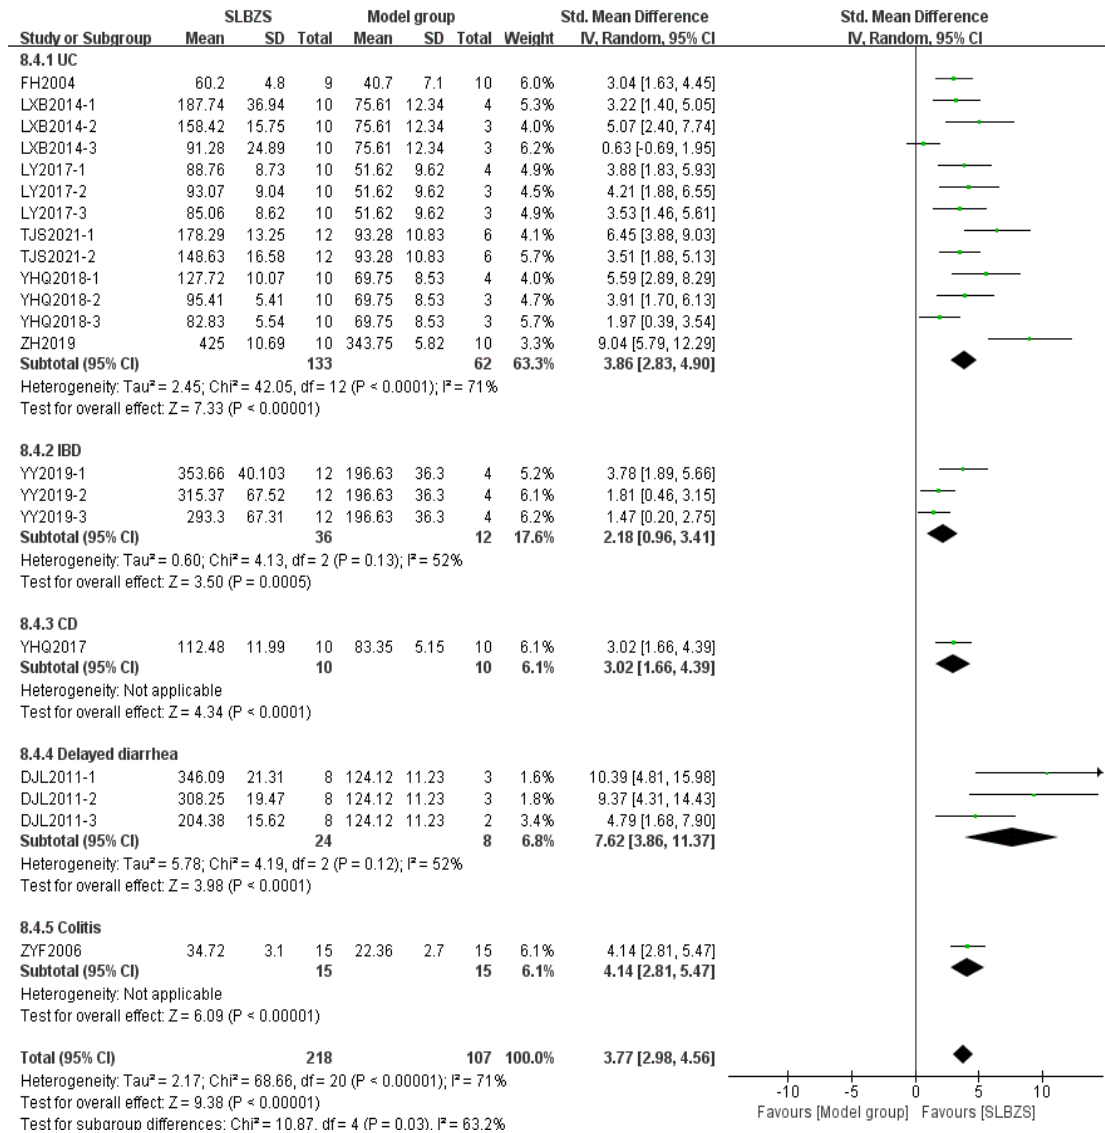 SLBZS Model group Std. Mean Difference Std. Mean Difference
Study or Subgroup Mean SD Total Mean SD Total Weight IV, Random, 95% CI IV, Random, 95% CI
8.4.1 UC
FH2004 60.2 4.8 9 40.7 7.1 10 6.0% 3.04 [1.63, 4.45]
LXB2014-1 187.74 36.94 10 75.61 12.34 4 5.3% 3.22 [1.40, 5.05]
LXB2014-2 158.42 15.75 10 75.61 12.34 3 4.0% 5.07 [2.40, 7.74]
LXB2014-3 91.28 24.89 10 75.61 12.34 3 6.2% 0.63 [-0.69, 1.95]
LY2017-1 88.76 8.73 10 51.62 9.62 4 4.9% 3.88 [1.83, 5.93]
LY2017-2 93.07 9.04 10 51.62 9.62 3 4.5% 4.21 [1.88, 6.55]
LY2017-3 85.06 8.62 10 51.62 9.62 3 4.9% 3.53 [1.46, 5.61]
TJS2021-1 178.29 13.25 12 93.28 10.83 6 4.1% 6.45 [3.88, 9.03]
TJS2021-2 148.63 16.58 12 93.28 10.83 6 5.7% 3.51 [1.88, 5.13]
YHQ2018-1 127.72 10.07 10 69.75 8.53 4 4.0% 5.59 [2.89, 8.29]
YHQ2018-2 95.41 5.41 10 69.75 8.53 3 4.7% 3.91 [1.70, 6.13]
YHQ2018-3 82.83 5.54 10 69.75 8.53 3 5.7% 1.97 [0.39, 3.54]
ZH2019 425 10.69 10 343.75 5.82 10 3.3% 9.04 [5.79, 12.29]
Subtotal (95% CI) 133 62 63.3% 3.86 [2.83, 4.90]
Heterogeneity: Tau² = 2.45; Chi² = 42.05, df = 12 (P < 0.0001); I² = 71%
Test for overall effect: Z = 7.33 (P < 0.00001)
8.4.2 IBD
YY2019-1 353.66 40.103 12 196.63 36.3 4 5.2% 3.78 [1.89, 5.66]
YY2019-2 315.37 67.52 12 196.63 36.3 4 6.1% 1.81 [0.46, 3.15]
YY2019-3 293.3 67.31 12 196.63 36.3 4 6.2% 1.47 [0.20, 2.75]
Subtotal (95% CI) 36 12 17.6% 2.18 [0.96, 3.41]
Heterogeneity: Tau² = 0.60; Chi² = 4.13, df = 2 (P = 0.13); I² = 52%
Test for overall effect: Z = 3.50 (P = 0.0005)
8.4.3 CD
YHQ2017 112.48 11.99 10 83.35 5.15 10 6.1% 3.02 [1.66, 4.39]
Subtotal (95% CI) 10 10 6.1% 3.02 [1.66, 4.39]
Heterogeneity: Not applicable
Test for overall effect: Z = 4.34 (P < 0.0001)
8.4.4 Delayed diarrhea
DJL2011-1 346.09 21.31 8 124.12 11.23 3 1.6% 10.39 [4.81, 15.98]
DJL2011-2 308.25 19.47 8 124.12 11.23 3 1.8% 9.37 [4.31, 14.43]
DJL2011-3 204.38 15.62 8 124.12 11.23 2 3.4% 4.79 [1.68, 7.90]
Subtotal (95% CI) 24 8 6.8% 7.62 [3.86, 11.37]
Heterogeneity: Tau² = 5.78; Chi² = 4.19, df = 2 (P = 0.12); I² = 52%
Test for overall effect: Z = 3.98 (P < 0.0001)
8.4.5 Colitis
ZYF2006 34.72 3.1 15 22.36 2.7 15 6.1% 4.14 [2.81, 5.47]
Subtotal (95% CI) 15 15 6.1% 4.14 [2.81, 5.47]
Heterogeneity: Not applicable
Test for overall effect: Z = 6.09 (P < 0.00001)
Total (95% CI) 218 107 100.0% 3.77 [2.98, 4.56]
Heterogeneity: Tau² = 2.17; Chi² = 68.66, df = 20 (P < 0.00001); I² = 71%
Test for overall effect: Z = 9.38 (P < 0.00001)
Test for subgroup differences: Chi² = 10.87, df = 4 (P = 0.03), I² = 63.2%
-10 -5 0 5 10
Favours [Model group] Favours [SLBZS]